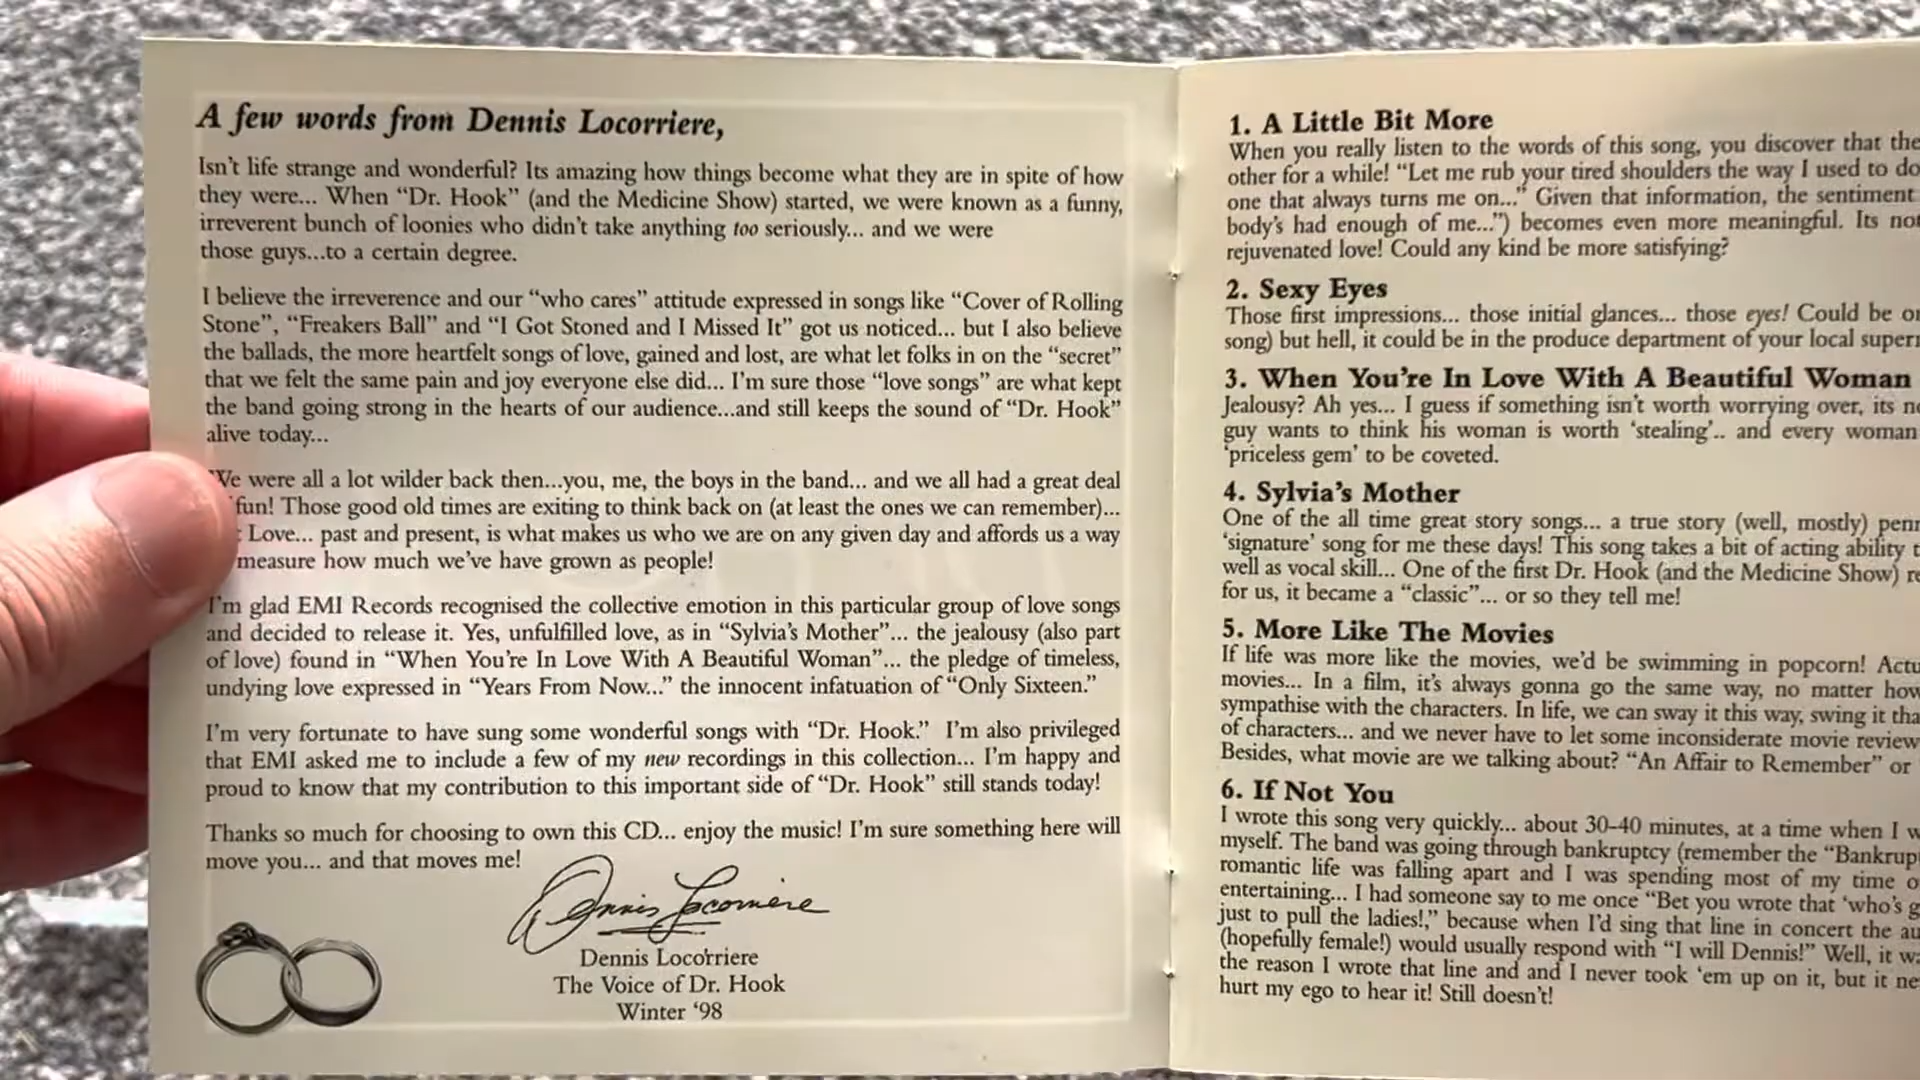 A few words from Dennis Locorriere,
Isn't life strange and wonderful? Its amazing how things become what they are in spite of how
they were... When "Dr. Hook" (and the Medicine Show) started, we were known as a funny,
irreverent bunch of loonies who didn't take anything too seriously... and we were
those guys...to a certain degree.
I believe the irreverence and our "who cares" attitude expressed in songs like "Cover of Rolling
Stone", "Freakers Ball" and "I Got Stoned and I Missed It" got us noticed... but I also believe
the ballads, the more heartfelt songs of love, gained and lost, are what let folks in on the "secret"
that we felt the same pain and joy everyone else did... I'm sure those "love songs" are what kept
the band going strong in the hearts of our audience...and still keeps the sound of "Dr. Hook"
alive today...
We were all a lot wilder back then...you, me, the boys in the band... and we all had a great deal
fun! Those good old times are exiting to think back on (at least the ones we can remember)...
Love... past and present, is what makes us who we are on any given day and affords us a way
measure how much we've have grown as people!
I'm glad EMI Records recognised the collective emotion in this particular group of love songs
and decided to release it. Yes, unfulfilled love, as in "Sylvia's Mother"... the jealousy (also part
of love) found in "When You're In Love With A Beautiful Woman"... the pledge of timeless,
undying love expressed in "Years From Now..." the innocent infatuation of "Only Sixteen."
I'm very fortunate to have sung some wonderful songs with "Dr. Hook." I'm also privileged
that EMI asked me to include a few of my new recordings in this collection... I'm happy and
proud to know that my contribution to this important side of "Dr. Hook" still stands today!
Thanks so much for choosing to own this CD... enjoy the music! I'm sure something here will
move you... and that moves me!
Dennis Locorriere
Dennis Locorriere
The Voice of Dr. Hook
Winter '98
1. A Little Bit More
When you really listen to the words of this song, you discover that the
other for a while! "Let me rub your tired shoulders the way I used to do
one that always turns me on..." Given that information, the sentiment
body's had enough of me...") becomes even more meaningful. Its
rejuvenated love! Could any kind be more satisfying?
2. Sexy Eyes
Those first impressions... those initial glances... those eyes! Could be
song) but hell, it could be in the produce department of your local
3. When You're In Love With A Beautiful Woman
Jealousy? Ah yes... I guess if something isn't worth worrying over, its
guy wants to think his woman is worth 'stealing'.. and every woman
'priceless gem' to be coveted.
4. Sylvia's Mother
One of the all time great story songs... a true story (well, mostly)
'signature' song for me these days! This song takes a bit of acting ability
well as vocal skill... One of the first Dr. Hook (and the Medicine Show)
for us, it became a "classic"... or so they tell me!
5. More Like The Movies
If life was more like the movies, we'd be swimming in popcorn!
movies... In a film, it's always gonna go the same way, no matter how
sympathise with the characters. In life, we can sway it this way, swing it
of characters... and we never have to let some inconsiderate movie
Besides, what movie are we talking about? "An Affair to Remember" or
6. If Not You
I wrote this song very quickly... about 30-40 minutes, at a time when I
myself. The band was going through bankruptcy (remember the
romantic life was falling apart and I was spending most of my time
entertaining... I had someone say to me once "Bet you wrote that 'who's
just to pull the ladies!," because when I'd sing that line in concert the
(hopefully female!) would usually respond with "I will Dennis!" Well, it
the reason I wrote that line and and I never took 'em up on it, but it
hurt my ego to hear it! Still doesn't!